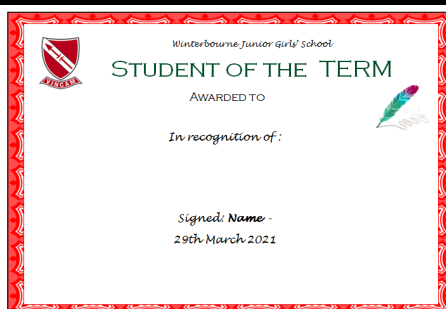 Winterbourne Junior Girls' School
STUDENT OF THE TERM
AWARDED TO
In recognition of :
Signed: Name -
29th March 2021